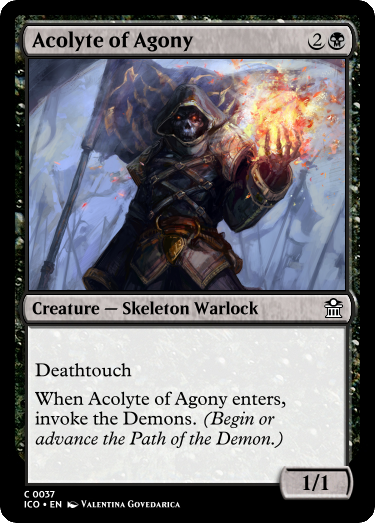 Acolyte of Agony 2
Creature — Skeleton Warlock
Deathtouch
When Acolyte of Agony enters,
invoke the Demons. (Begin or
advance the Path of the Demon.)
1/1
C 0037
ICO • EN Valentina Govedarica